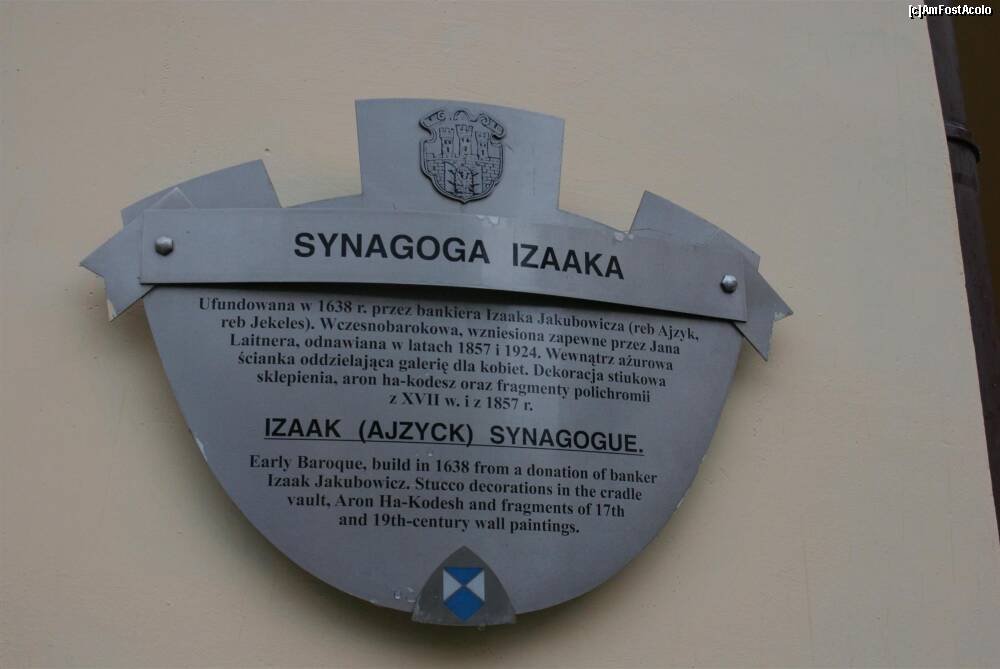 [c]AmFostAcolo
SYNAGOGA IZAAKA
Ufundowana w 1638 r. przez bankiera Izaaka Jakubowicza (reb Ajzyk,
reb Jekeles). Wczesnobarokowa, wzniesiona zapewne przez Jana
Laitnera, odnawiana w latach 1857 i 1924. Wewnątrz ażurowa
ścianka oddzielająca galerię dla kobiet. Dekoracja stiukowa
sklepienia, aron ha-kodesz oraz fragmenty polichromii
z XVII w. i z 1857 r.
IZAAK (AJZYCK) SYNAGOGUE.
Early Baroque, build in 1638 from a donation of banker
Izaak Jakubowicz. Stucco decorations in the cradle
vault, Aron Ha-Kodesh and fragments of 17th
and 19th-century wall paintings.